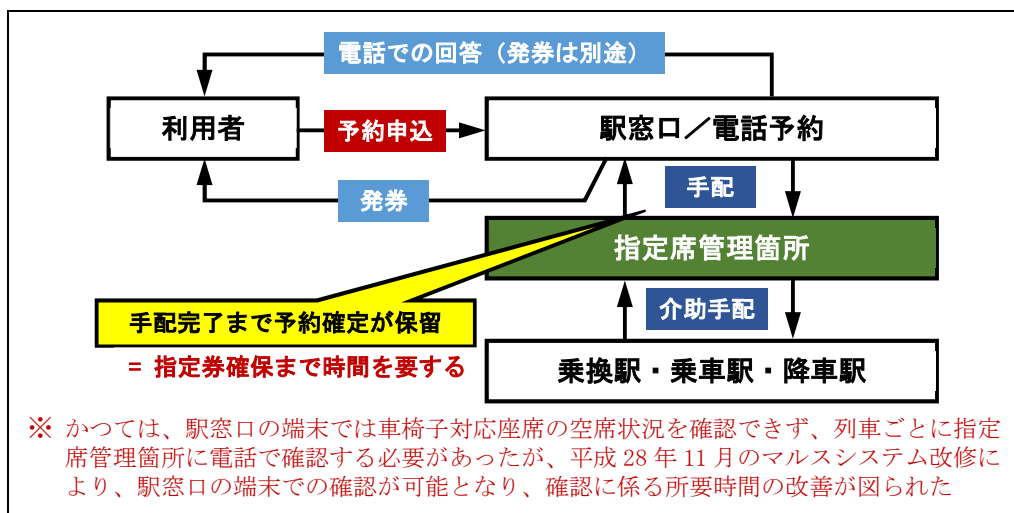 電話での回答（発券は別途）
利用者
予約申込
駅窓口／電話予約
発券
手配
指定席管理箇所
手配完了まで予約確定が保留
= 指定券確保まで時間を要する
介助手配
乗換駅・乗車駅・降車駅
※ かつては、駅窓口の端末では車椅子対応座席の空席状況を確認できず、列車ごとに指定
席管理箇所に電話で確認する必要があったが、平成 28 年 11 月のマルスシステム改修に
より、駅窓口の端末での確認が可能となり、確認に係る所要時間の改善が図られた